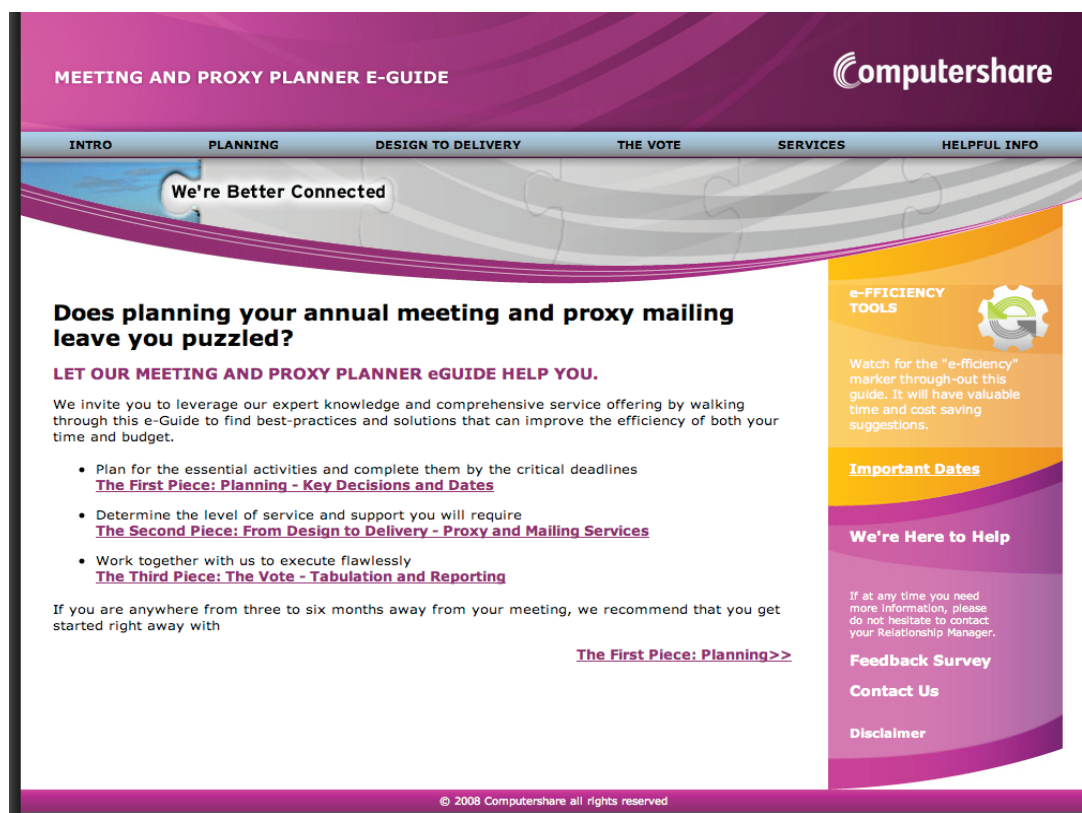 MEETING AND PROXY PLANNER E-GUIDE
Computershare
INTRO
PLANNING
DESIGN TO DELIVERY
THE VOTE
SERVICES
HELPFUL INFO
We're Better Connected
Does planning your annual meeting and proxy mailing
leave you puzzled?
LET OUR MEETING AND PROXY PLANNER eGUIDE HELP YOU.
We invite you to leverage our expert knowledge and comprehensive service offering by walking
through this e-Guide to find best-practices and solutions that can improve the efficiency of both your
time and budget.
• Plan for the essential activities and complete them by the critical deadlines
The First Piece: Planning - Key Decisions and Dates
• Determine the level of service and support you will require
The Second Piece: From Design to Delivery - Proxy and Mailing Services
• Work together with us to execute flawlessly
The Third Piece: The Vote - Tabulation and Reporting
If you are anywhere from three to six months away from your meeting, we recommend that you get
started right away with
The First Piece: Planning>>
e-FFICIENCY
TOOLS
Watch for the "e-fficiency"
marker through-out this
guide. It will have valuable
time and cost saving
suggestions.
Important Dates
We're Here to Help
If at any time you need
more information, please
do not hesitate to contact
your Relationship Manager.
Feedback Survey
Contact Us
Disclaimer
© 2008 Computershare all rights reserved